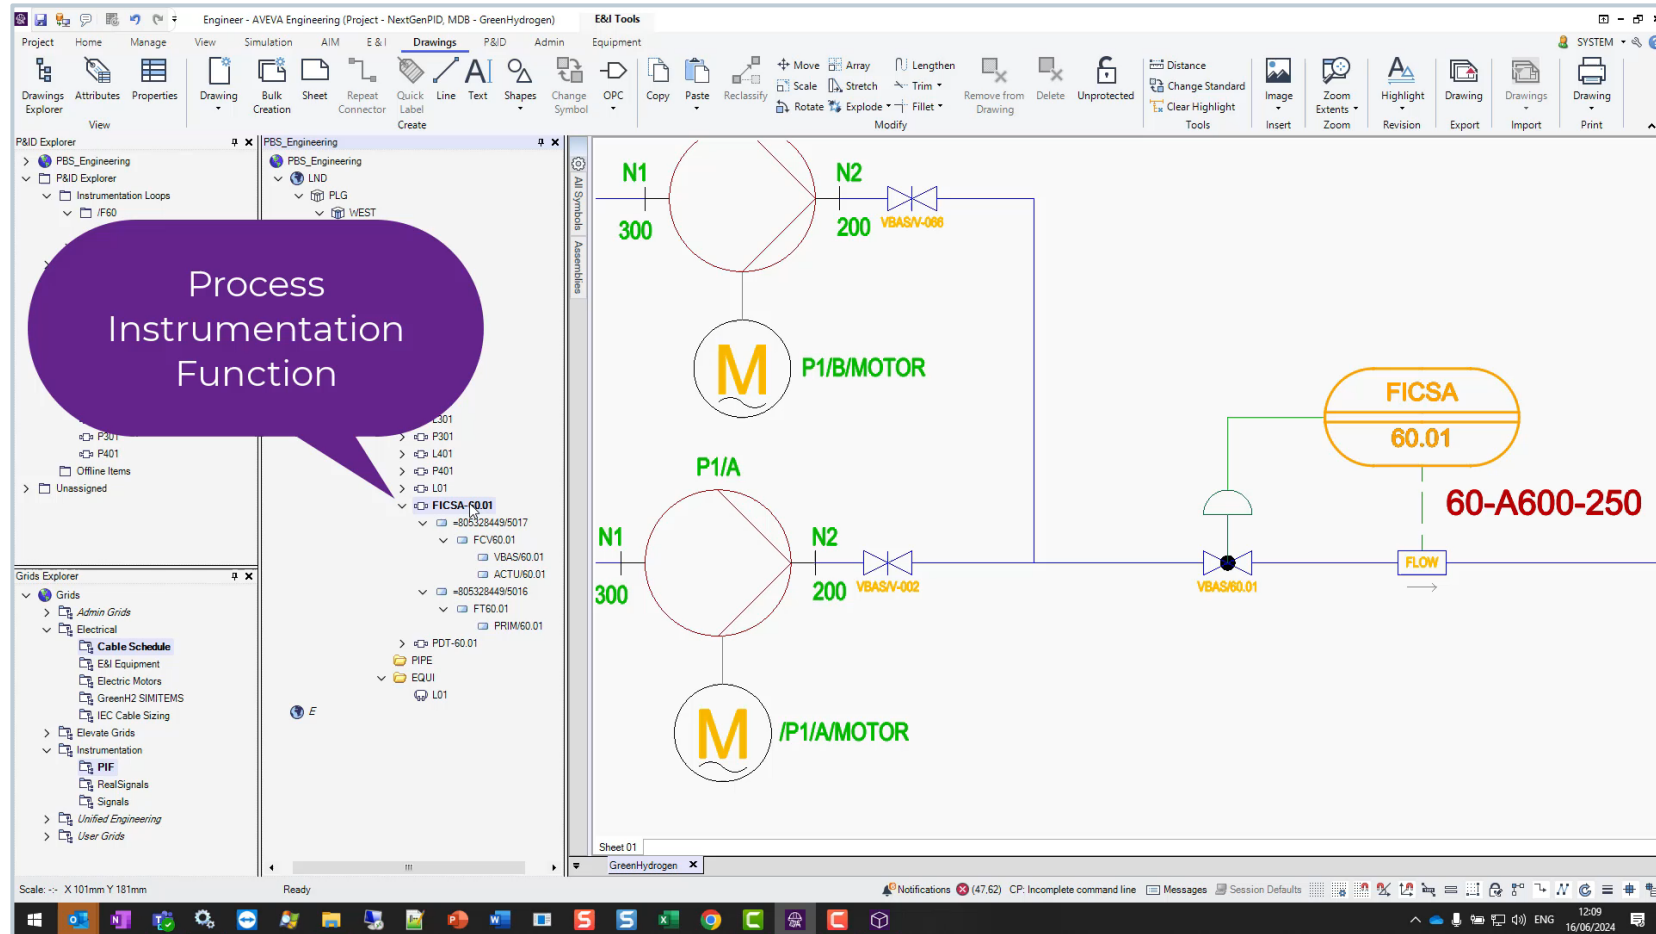 Engineer - AVEVA Engineering (Project - NextGenPID, MDB - GreenHydrogen)
E&I Tools
Project Home Manage View Simulation AIM E & I Drawings P&ID Admin Equipment
SYSTEM
Drawings Explorer
Attributes
Properties
View
Drawing
Bulk Creation
Sheet
Repeat Connector
Quick Label
Line
Text
Shapes
Change Symbol
OPC
Create
Copy
Paste
Reclassify
Move
Array
Lengthen
Scale
Stretch
Trim
Rotate
Explode
Fillet
Remove from Drawing
Delete
Unprotected
Modify
Distance
Change Standard
Clear Highlight
Tools
Image
Insert
Zoom Extents
Zoom
Highlight
Revision
Drawing
Export
Drawings
Import
Drawing
Print
P&ID Explorer
PBS_Engineering
P&ID Explorer
Instrumentation Loops
/F60
P301
P401
Offline Items
Unassigned
Process
Instrumentation
Function
PBS_Engineering
PBS_Engineering
LND
PLG
WEST
L301
P301
L401
P401
L01
FICSA-60.01
=805328449/5017
FCV60.01
VBAS/60.01
ACTU/60.01
=805328449/5016
FT60.01
PRIM/60.01
PDT-60.01
PIPE
EQUI
L01
E
Grids Explorer
Grids
Admin Grids
Electrical
Cable Schedule
E&I Equipment
Electric Motors
GreenH2 SIMITEMS
IEC Cable Sizing
Elevate Grids
Instrumentation
PIF
RealSignals
Signals
Unified Engineering
User Grids
All Symbols
Assemblies
N1
N2
300
200
VBAS/V-066
M
P1/B/MOTOR
FICSA
60.01
P1/A
60-A600-250
N1
N2
300
200
VBAS/V-002
VBAS/60.01
FLOW
M
/P1/A/MOTOR
Sheet 01
GreenHydrogen
Scale: -:- X 101mm Y 181mm
Ready
Notifications
(47,62)
CP: Incomplete command line
Messages
Session Defaults
ENG
12:09
16/06/2024